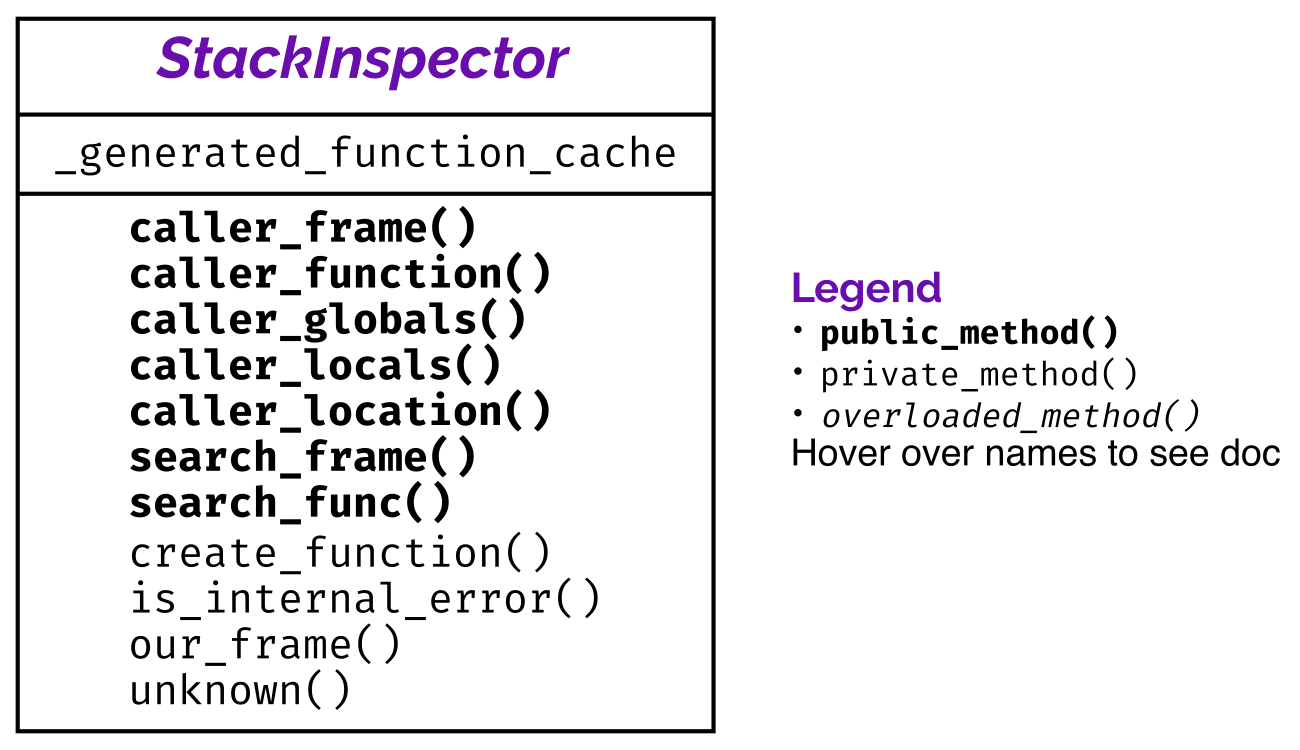 StackInspector
_generated_function_cache
caller_frame()
caller_function()
caller_globals()
caller_locals()
caller_location()
search_frame()
search_func()
create_function()
is_internal_error()
our_frame()
unknown()
Legend
• public_method()
• private_method()
• overloaded_method()
Hover over names to see doc